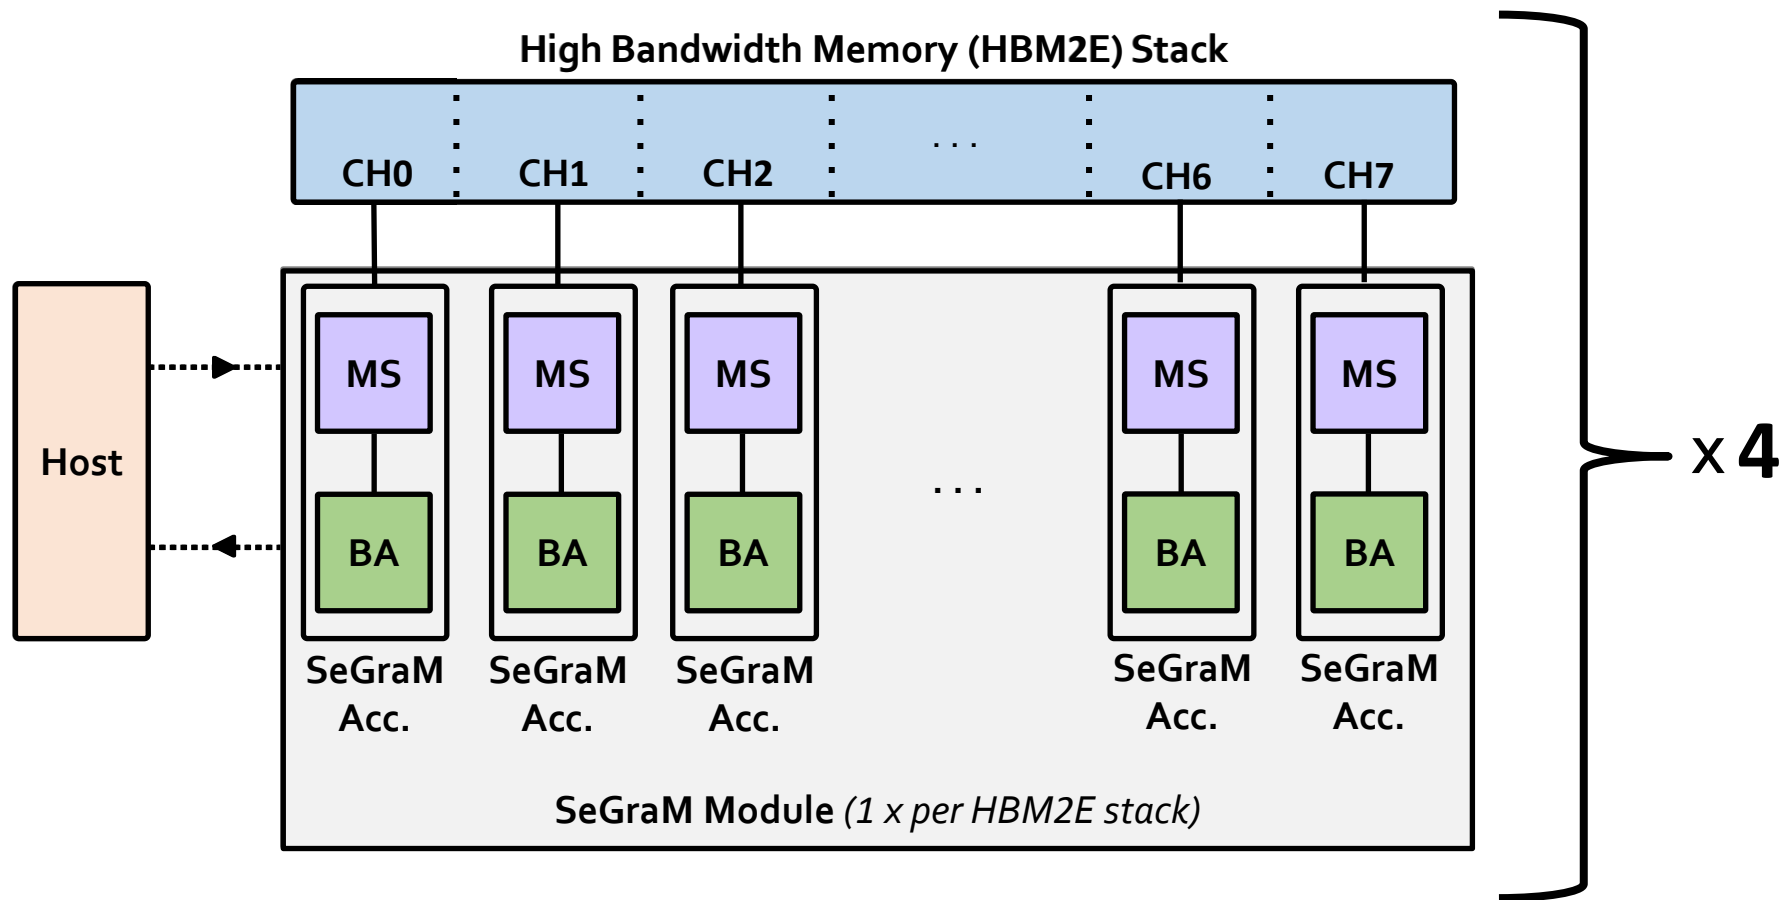 High Bandwidth Memory (HBM2E) Stack
CH0 CH1 CH2 . . . CH6 CH7
MS MS MS MS MS
Host
x 4
. . .
BA BA BA BA BA
SeGraM SeGraM SeGraM SeGraM SeGraM
Acc. Acc. Acc. Acc. Acc.
SeGraM Module (1 x per HBM2E stack)